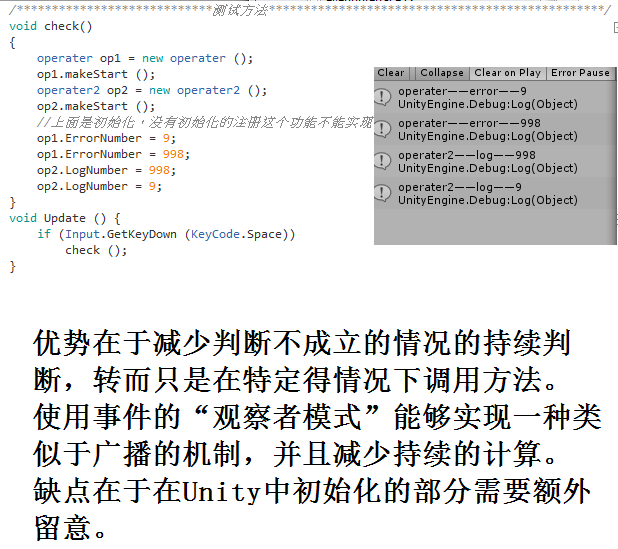 /****************************测试方法************************************************/
void check()
{
operater op1 = new operater ();
op1.makeStart ();
operater2 op2 = new operater2 ();
op2.makeStart ();
//上面是初始化，没有初始化的注册这个功能不能实现
op1.ErrorNumber = 9;
op1.ErrorNumber = 998;
op2.LogNumber = 998;
op2.LogNumber = 9;
}
void Update () {
if (Input.GetKeyDown (KeyCode.Space))
check ();
}
Clear Collapse Clear on Play Error Pause
operater——error——9
UnityEngine.Debug:Log(Object)
operater——error——998
UnityEngine.Debug:Log(Object)
operater2——log——998
UnityEngine.Debug:Log(Object)
operater2——log——9
UnityEngine.Debug:Log(Object)
优势在于减少判断不成立的情况的持续判
断，转而只是在特定得情况下调用方法。
使用事件的“观察者模式”能够实现一种类
似于广播的机制，并且减少持续的计算。
缺点在于在Unity中初始化的部分需要额外
留意。